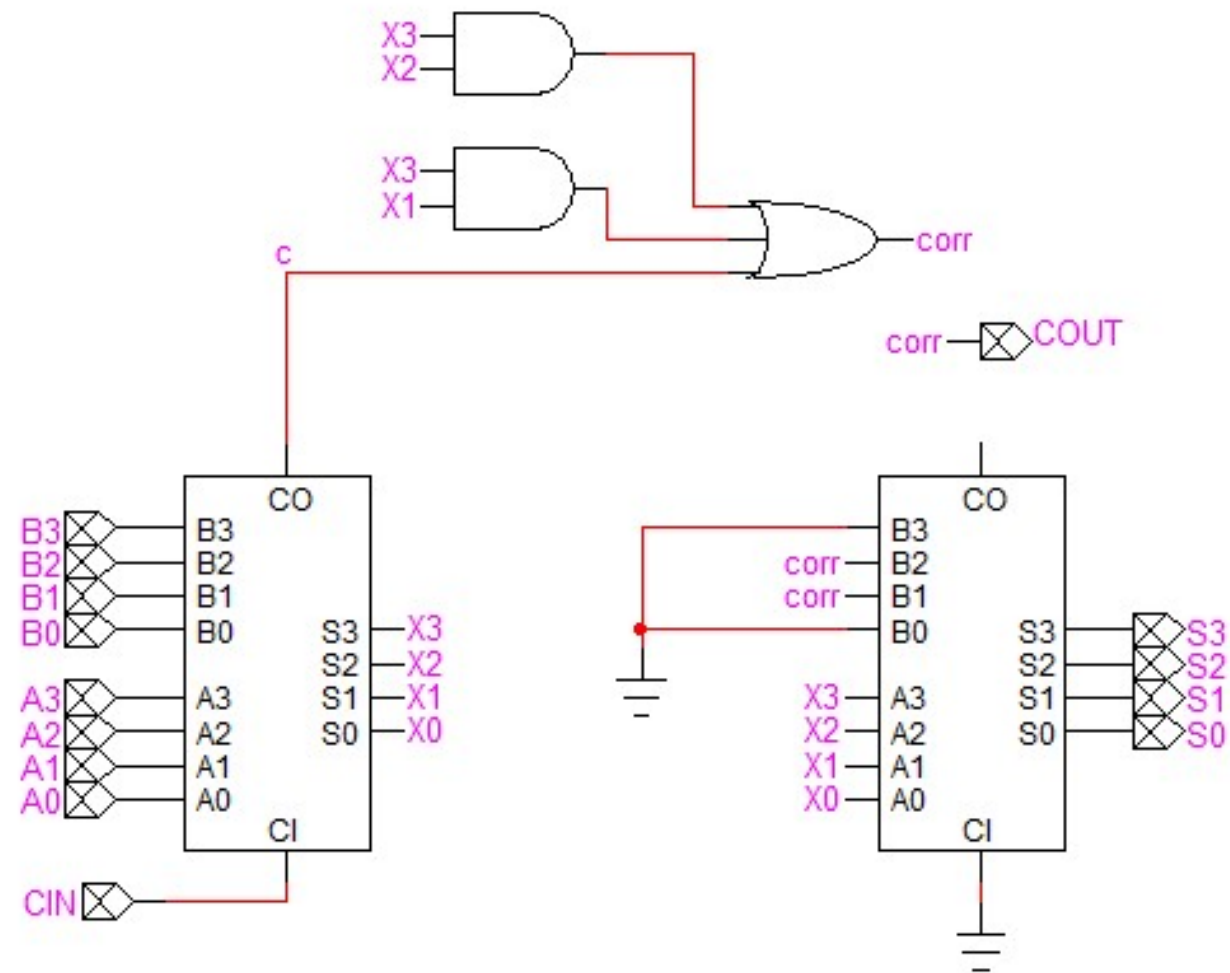 X3
X2
X3
X1
corr
c
corr
COUT
CO
B3
B3
B2
B2
B1
B1
B0
B0
S3
X3
S2
X2
A3
A3
S1
X1
A2
A2
S0
X0
A1
A1
A0
A0
CI
CIN
CO
B3
corr
B2
corr
B1
B0
S3
S3
S2
S2
X3
A3
S1
S1
X2
A2
S0
S0
X1
A1
X0
A0
CI